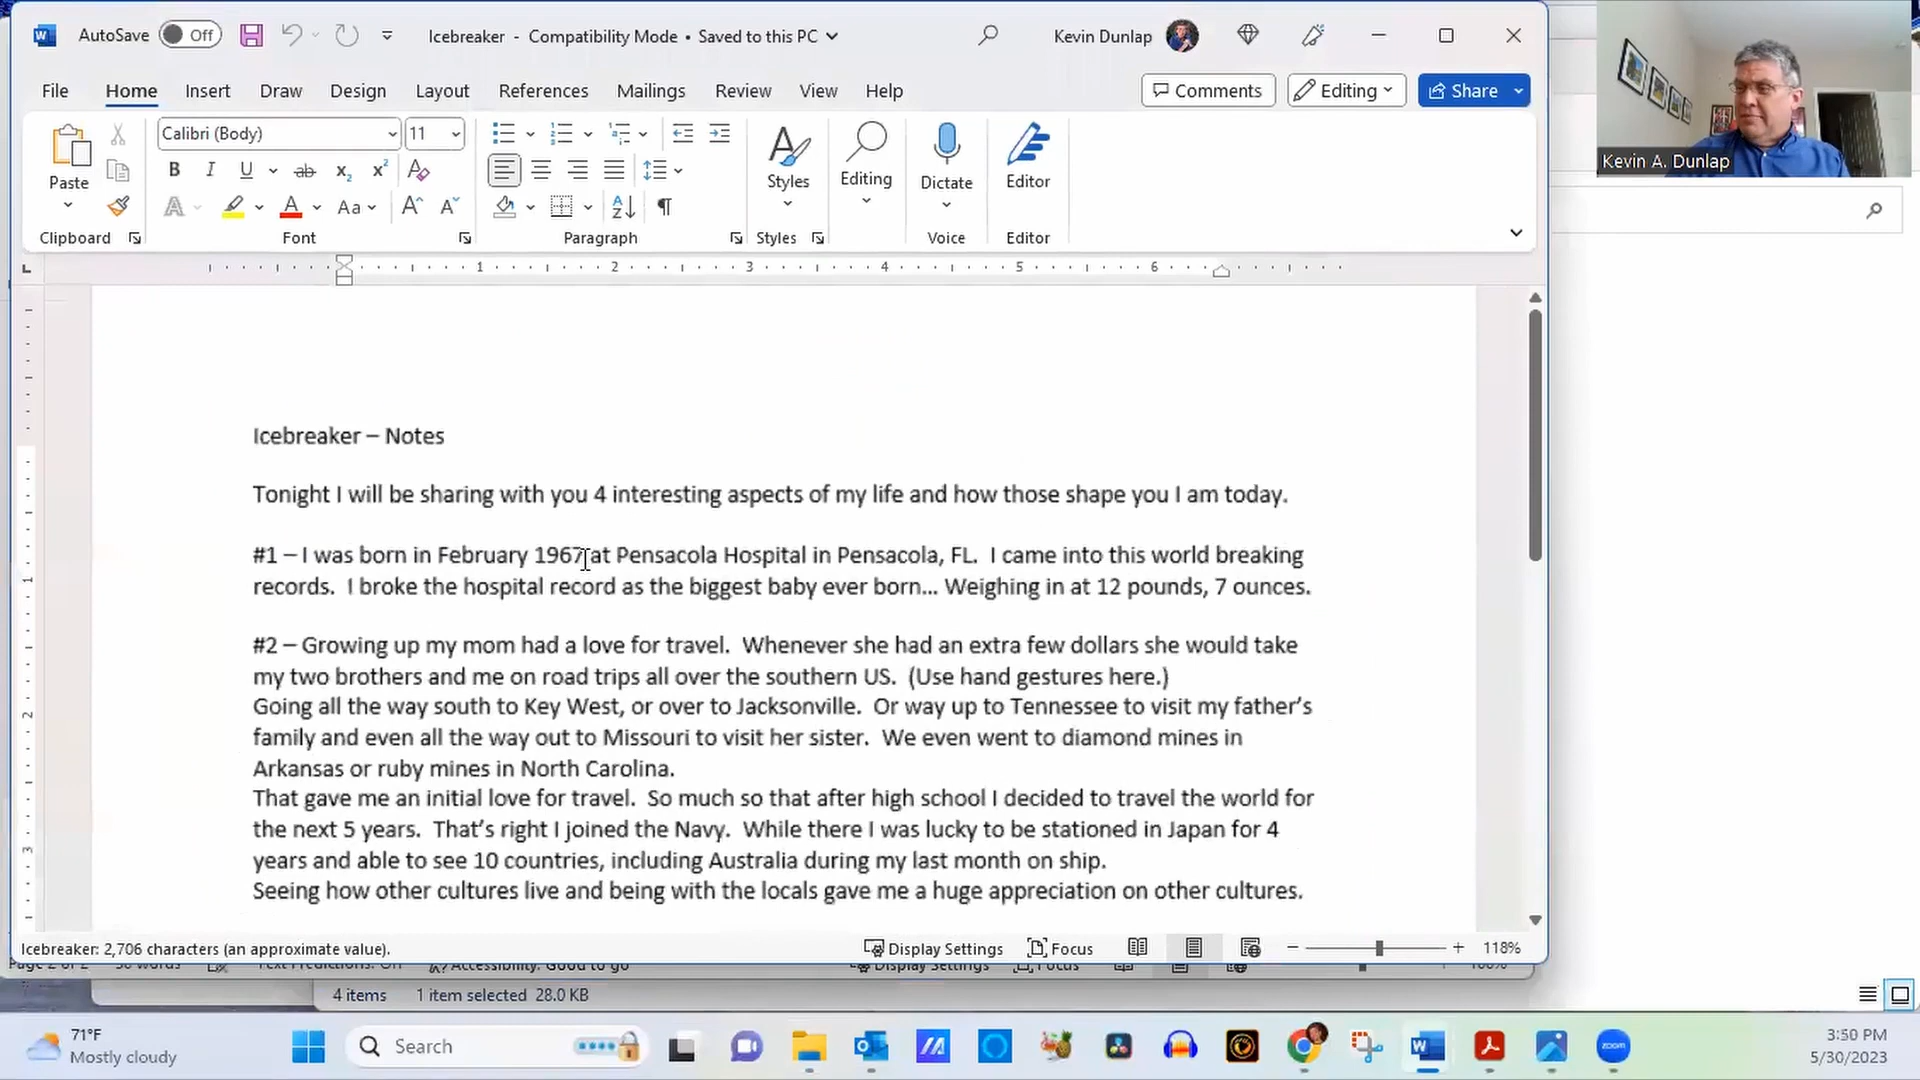 AutoSave Off Icebreaker - Compatibility Mode • Saved to this PC Kevin Dunlap
File Home Insert Draw Design Layout References Mailings Review View Help Comments Editing Share
Calibri (Body) 11
Paste Styles Editing Dictate Editor
Clipboard Font Paragraph Styles Voice Editor
Kevin A. Dunlap
1 2 3 4 5 6
Icebreaker – Notes
Tonight I will be sharing with you 4 interesting aspects of my life and how those shape you I am today.
#1 – I was born in February 1967 at Pensacola Hospital in Pensacola, FL. I came into this world breaking
records. I broke the hospital record as the biggest baby ever born... Weighing in at 12 pounds, 7 ounces.
#2 – Growing up my mom had a love for travel. Whenever she had an extra few dollars she would take
my two brothers and me on road trips all over the southern US. (Use hand gestures here.)
Going all the way south to Key West, or over to Jacksonville. Or way up to Tennessee to visit my father's
family and even all the way out to Missouri to visit her sister. We even went to diamond mines in
Arkansas or ruby mines in North Carolina.
That gave me an initial love for travel. So much so that after high school I decided to travel the world for
the next 5 years. That's right I joined the Navy. While there I was lucky to be stationed in Japan for 4
years and able to see 10 countries, including Australia during my last month on ship.
Seeing how other cultures live and being with the locals gave me a huge appreciation on other cultures.
Icebreaker: 2,706 characters (an approximate value). Display Settings Focus 118%
4 items 1 item selected 28.0 KB
71°F
Mostly cloudy
Search
zoom
3:50 PM
5/30/2023